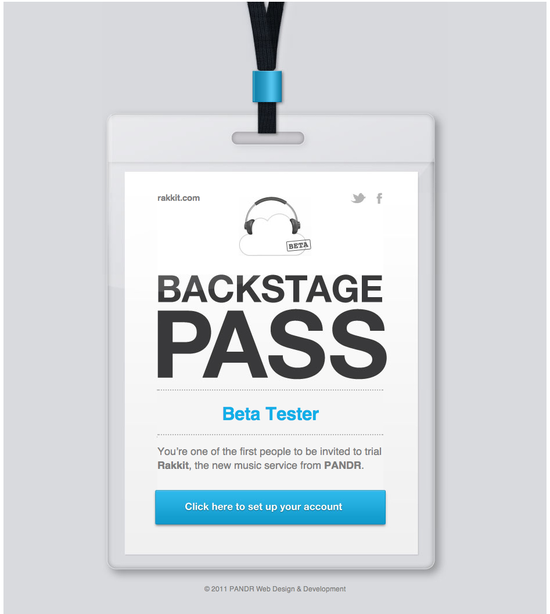 rakkit.com
BETA
BACKSTAGE
PASS
Beta Tester
You're one of the first people to be invited to trial
Rakkit, the new music service from PANDR.
Click here to set up your account
© 2011 PANDR Web Design & Development